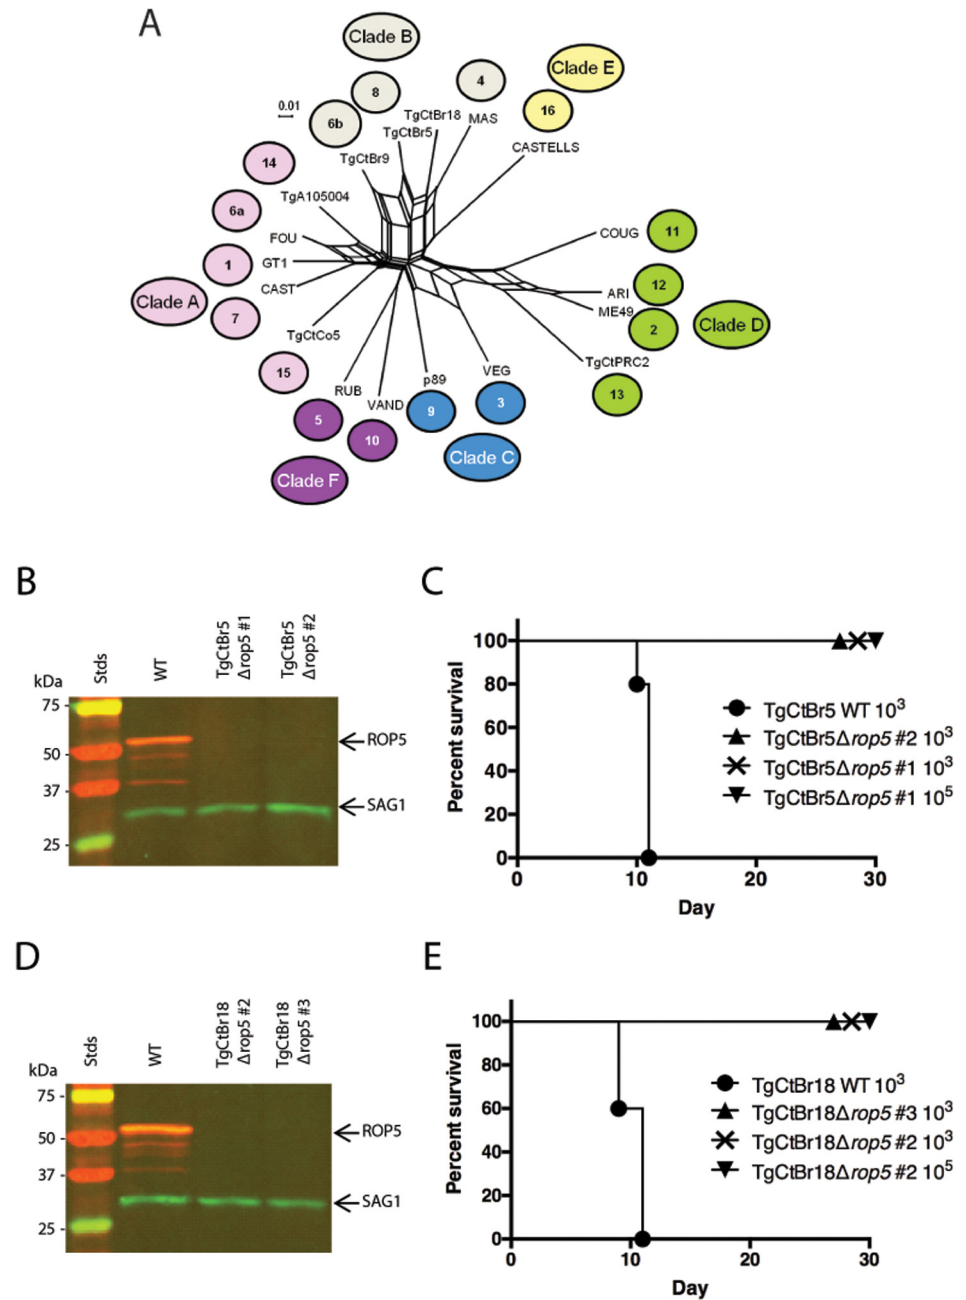 A
Clade B
Clade E
8
4
16
0.01
6b
TgCtBr18
MAS
TgCtBr5
CASTELLS
TgCtBr9
14
TgA105004
6a
FOU
COUG
11
1
GT1
CAST
ARI
12
Clade A
7
ME49
2
Clade D
TgCtCo5
TgCtPRC2
15
RUB
VAND
p89
VEG
13
5
10
9
3
Clade F
Clade C
B
kDa
Stds
WT
TgCtBr5
Δrop5 #1
TgCtBr5
Δrop5 #2
75 -
50 -
37 -
25 -
ROP5
SAG1
C
Percent survival
100
80
60
40
20
0
0
10
20
30
Day
TgCtBr5 WT 10³
TgCtBr5Δrop5 #2 10³
TgCtBr5Δrop5 #1 10³
TgCtBr5Δrop5 #1 10⁵
D
kDa
Stds
WT
TgCtBr18
Δrop5 #2
TgCtBr18
Δrop5 #3
75 -
50 -
37 -
25 -
ROP5
SAG1
E
Percent survival
100
80
60
40
20
0
0
10
20
30
Day
TgCtBr18 WT 10³
TgCtBr18Δrop5 #3 10³
TgCtBr18Δrop5 #2 10³
TgCtBr18Δrop5 #2 10⁵